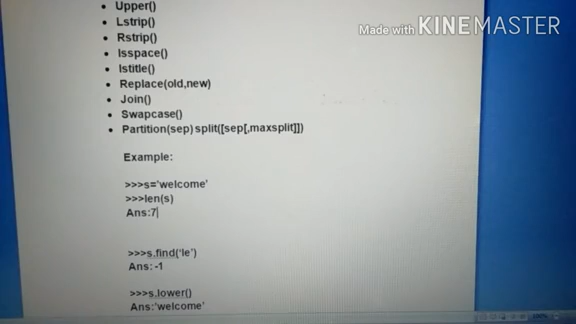 Made with KINEMASTER
• Upper()
• Lstrip()
• Rstrip()
• Isspace()
• Istitle()
• Replace(old,new)
• Join()
• Swapcase()
• Partition(sep) split([sep[,maxsplit]])
Example:
>>>s='welcome'
>>>len(s)
Ans:7
>>>s.find('le')
Ans: -1
>>>s.lower()
Ans:'welcome'
100%